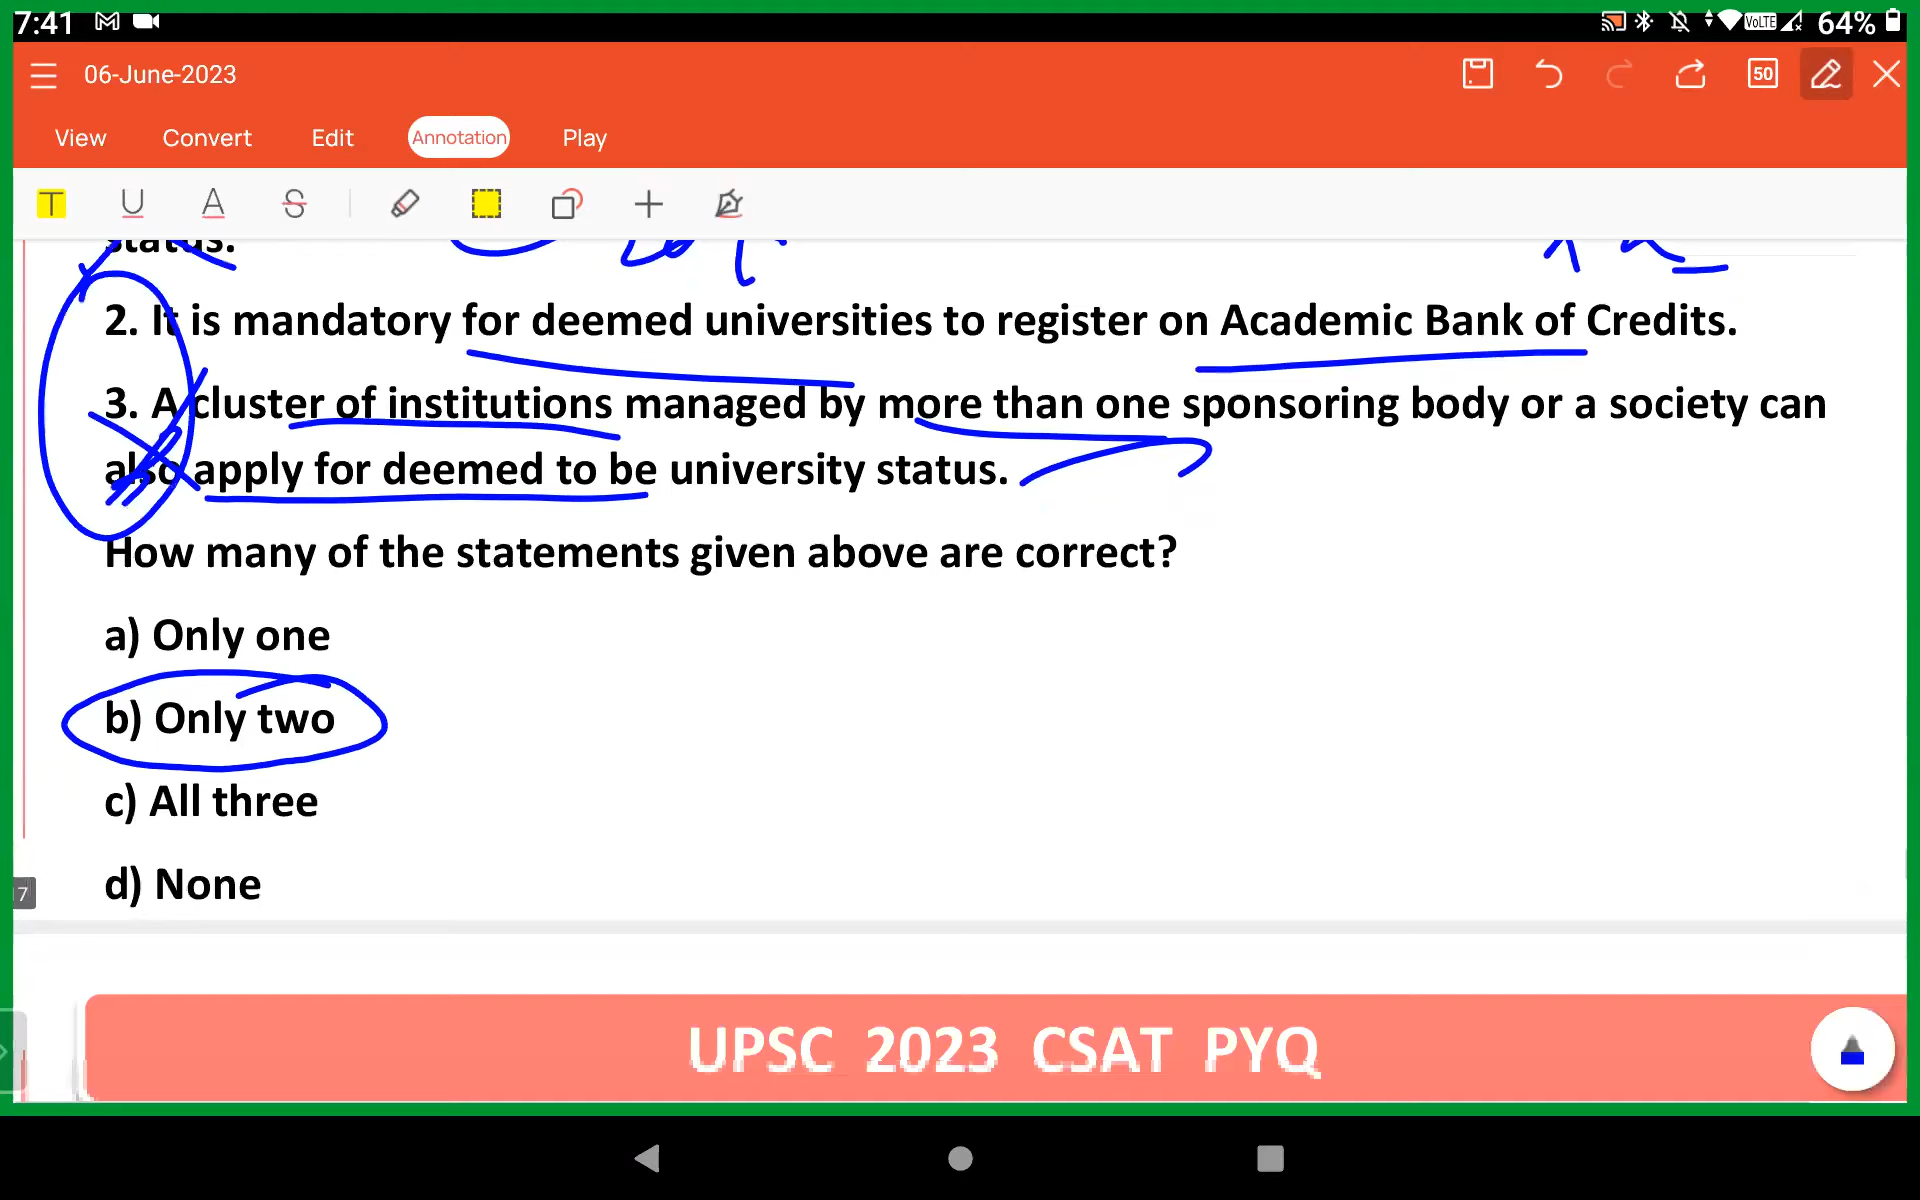 7:41 VoLTE 64%
06-June-2023 50
View Convert Edit Annotation Play
T U A S
status.
2. It is mandatory for deemed universities to register on Academic Bank of Credits.
3. A cluster of institutions managed by more than one sponsoring body or a society can
also apply for deemed to be university status.
How many of the statements given above are correct?
a) Only one
b) Only two
c) All three
d) None
17
UPSC 2023 CSAT PYQ